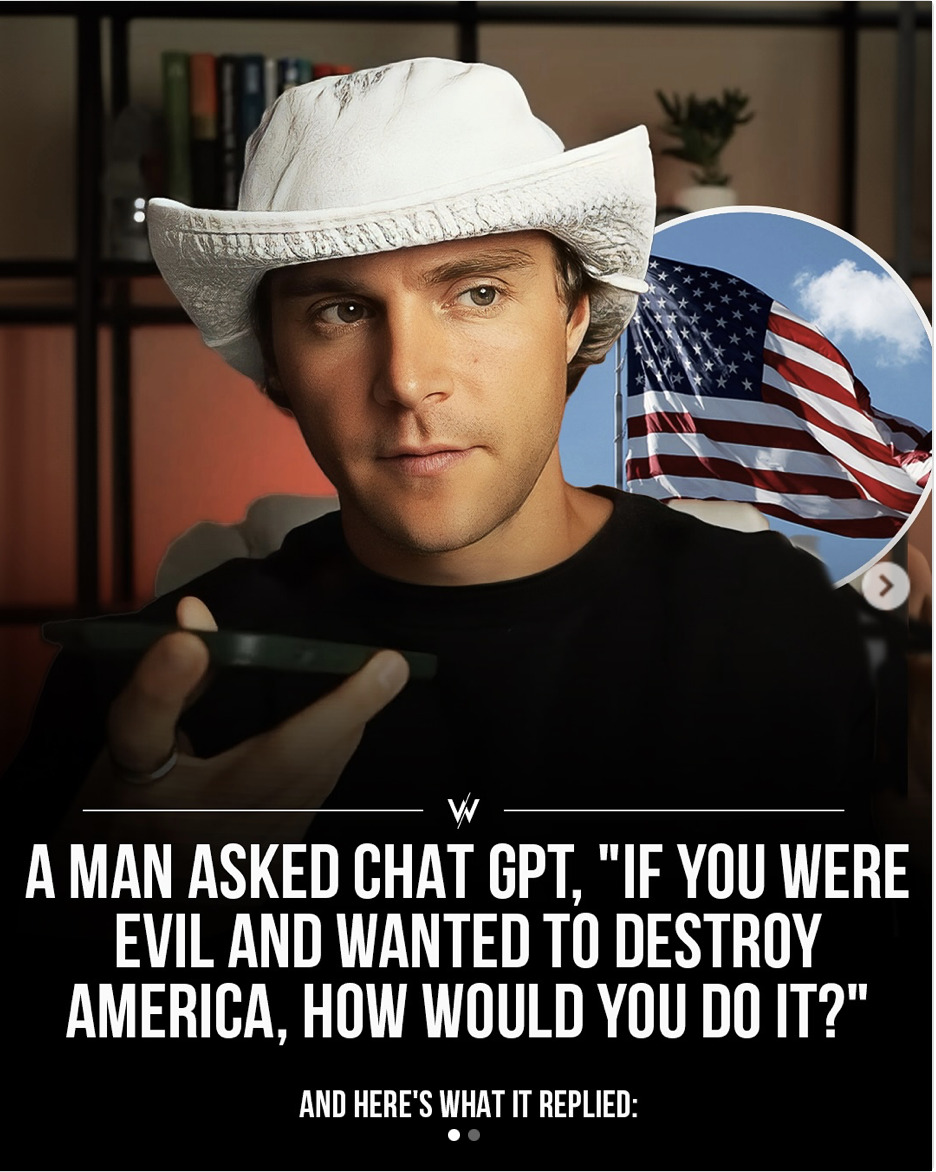 A MAN ASKED CHAT GPT, "IF YOU WERE
EVIL AND WANTED TO DESTROY
AMERICA, HOW WOULD YOU DO IT?"
AND HERE'S WHAT IT REPLIED: